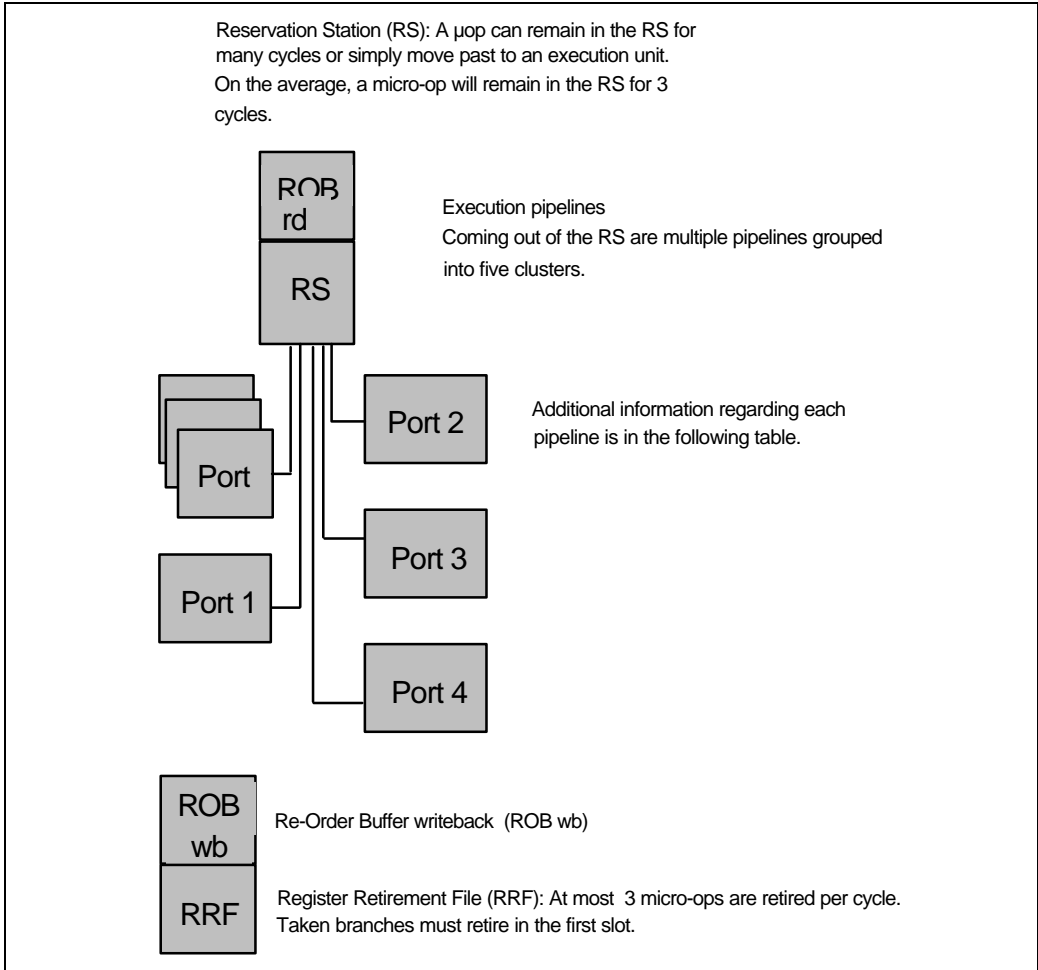 Reservation Station (RS): A µop can remain in the RS for
many cycles or simply move past to an execution unit.
On the average, a micro-op will remain in the RS for 3
cycles.
ROB
rd
Execution pipelines
Coming out of the RS are multiple pipelines grouped
into five clusters.
RS
Port 2
Additional information regarding each
pipeline is in the following table.
Port
Port 3
Port 1
Port 4
ROB
wb
Re-Order Buffer writeback (ROB wb)
RRF
Register Retirement File (RRF): At most 3 micro-ops are retired per cycle.
Taken branches must retire in the first slot.